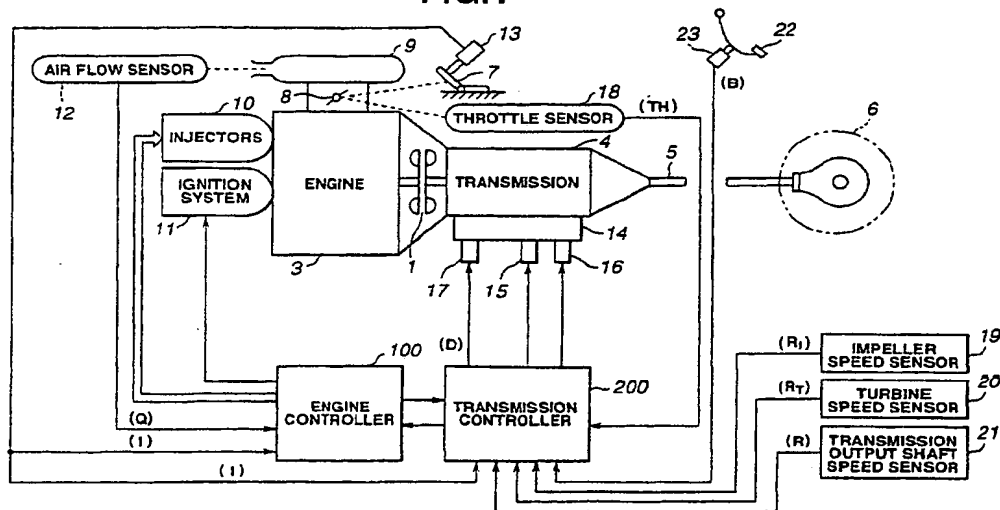 13
23
22
AIR FLOW SENSOR
9
7
(B)
12
8
18
(TH)
10
THROTTLE SENSOR
6
INJECTORS
4
5
ENGINE
TRANSMISSION
IGNITION
SYSTEM
11
14
3
1
17
15
16
(D)
(RI)
IMPELLER
SPEED SENSOR
19
100
200
(RT)
TURBINE
SPEED SENSOR
20
ENGINE
CONTROLLER
TRANSMISSION
CONTROLLER
(Q)
(R)
TRANSMISSION
OUTPUT SHAFT
SPEED SENSOR
21
(I)
(I)